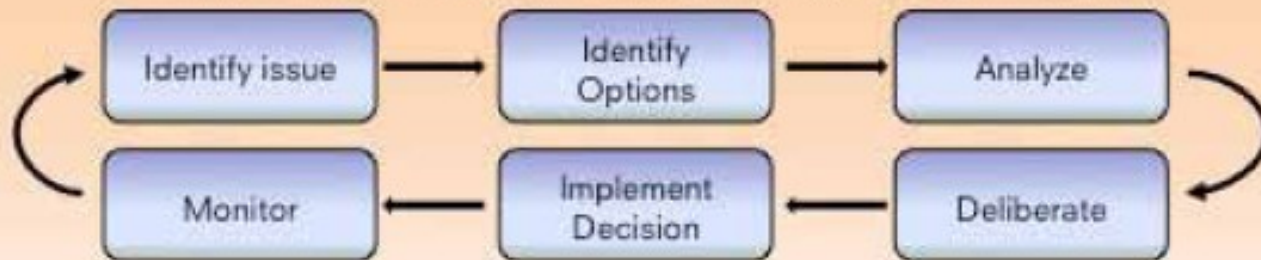 Identify issue
Identify
Options
Analyze
Monitor
Implement
Decision
Deliberate